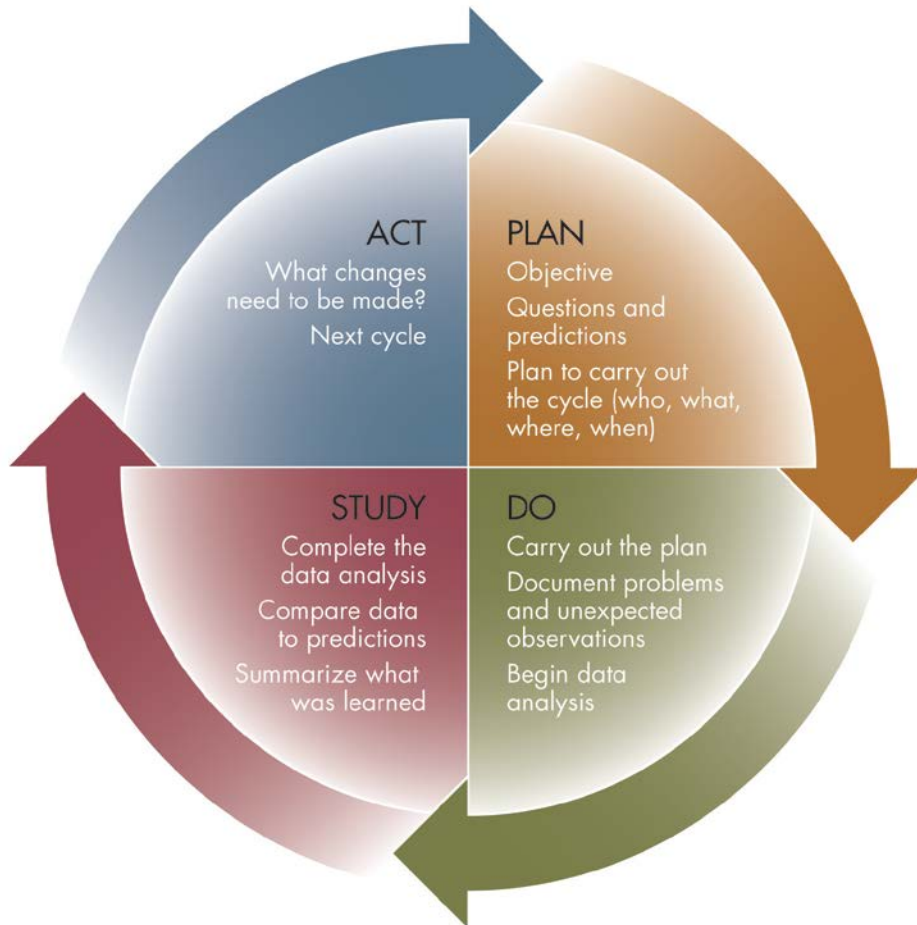 ACT
What changes
need to be made?
Next cycle
PLAN
Objective
Questions and
predictions
Plan to carry out
the cycle (who, what,
where, when)
STUDY
Complete the
data analysis
Compare data
to predictions
Summarize what
was learned
DO
Carry out the plan
Document problems
and unexpected
observations
Begin data
analysis